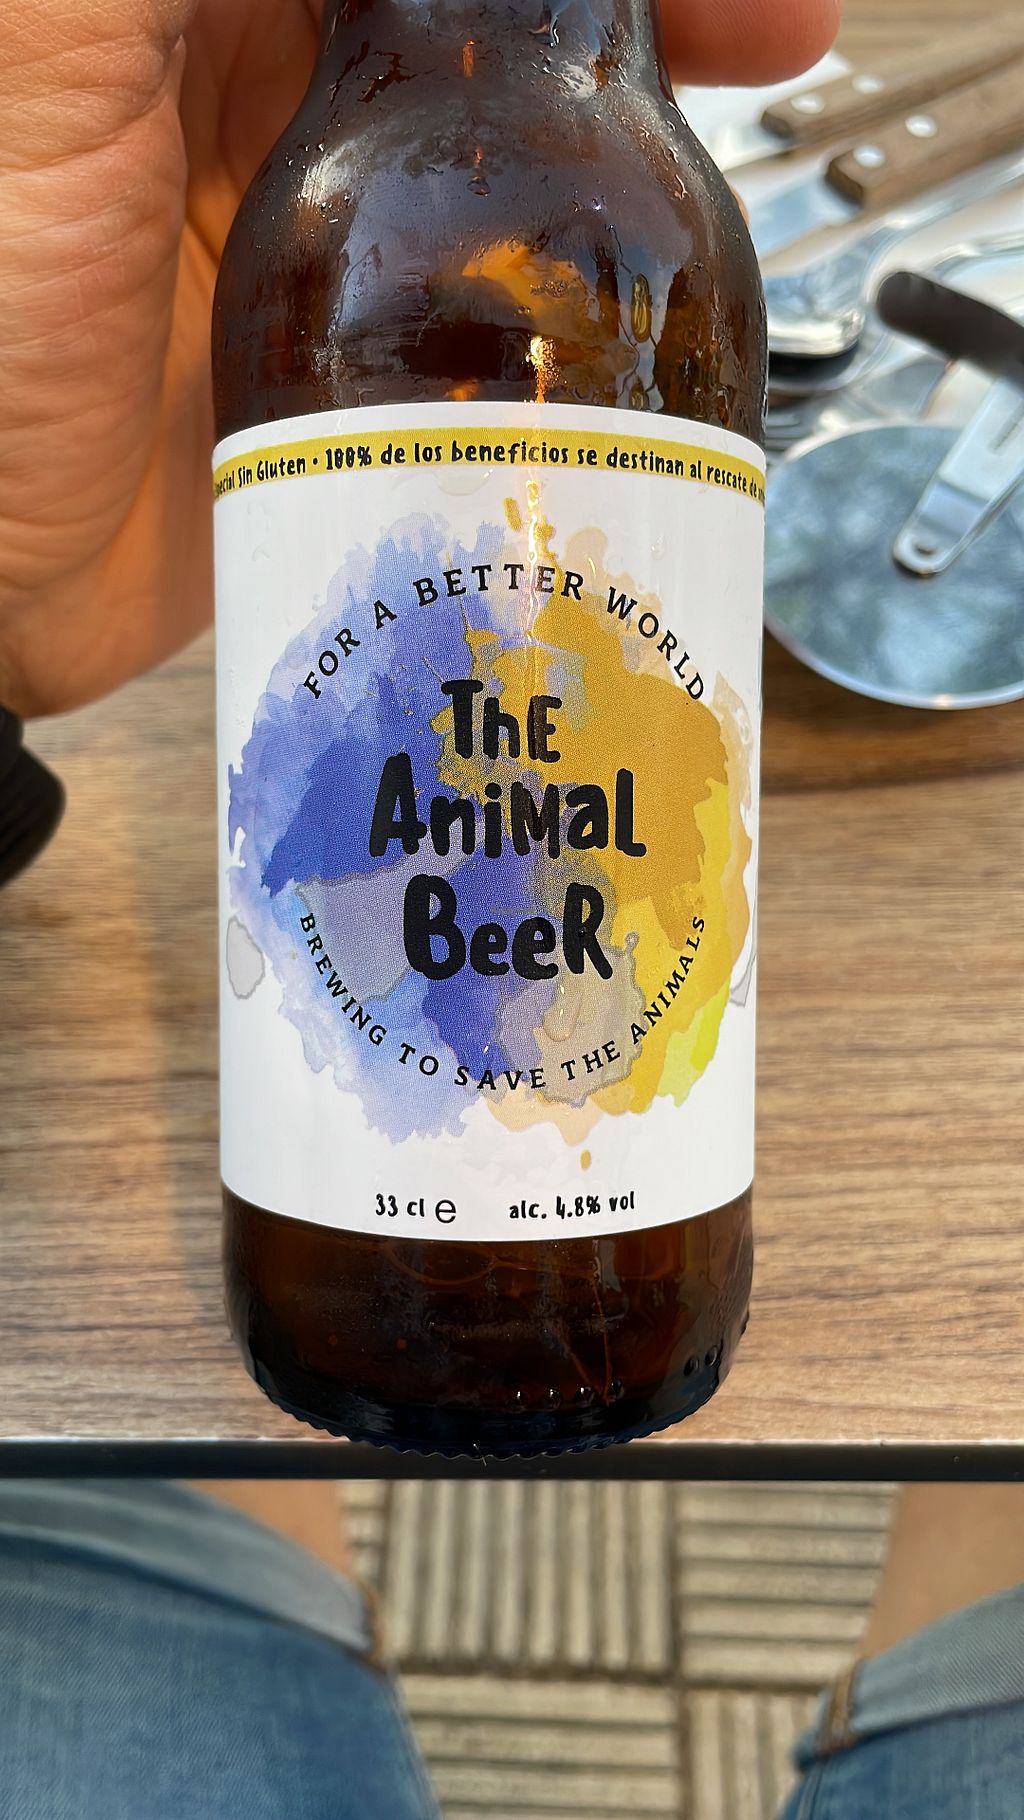 Sin Gluten • 100% de los beneficios se destinan al rescate de
FOR A BETTER WORLD
ThE
AniMaL
BeeR
BREWING TO SAVE THE ANIMALS
33 cl e alc. 4.8% vol